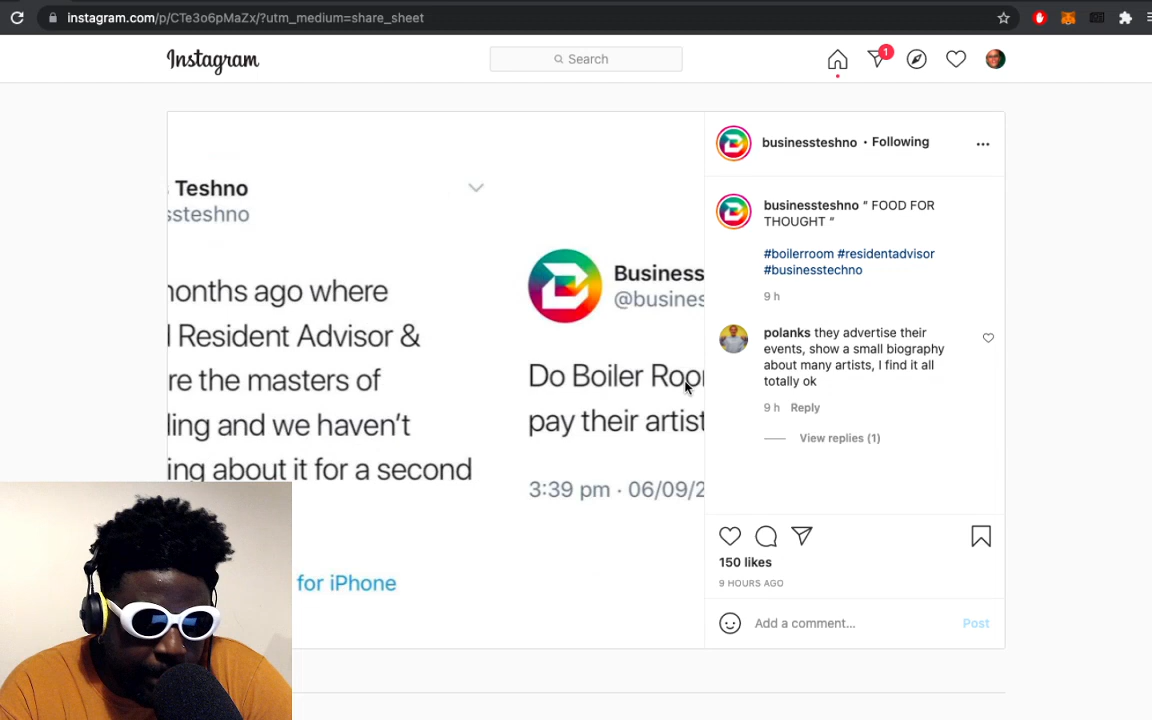 instagram.com/p/CTe3o6pMaZx/?utm_medium=share_sheet
Instagram
Search
1
Teshno
ssteshno
months ago where
Resident Advisor &
re the masters of
ling and we haven't
ing about it for a second
for iPhone
Business
@busines
Do Boiler Roo
pay their artist
3:39 pm · 06/09/2
businessteshno • Following
businessteshno " FOOD FOR
THOUGHT "
#boilerroom #residentadvisor
#businesstechno
9 h
polanks they advertise their
events, show a small biography
about many artists, I find it all
totally ok
9 h Reply
View replies (1)
150 likes
9 HOURS AGO
Add a comment...
Post